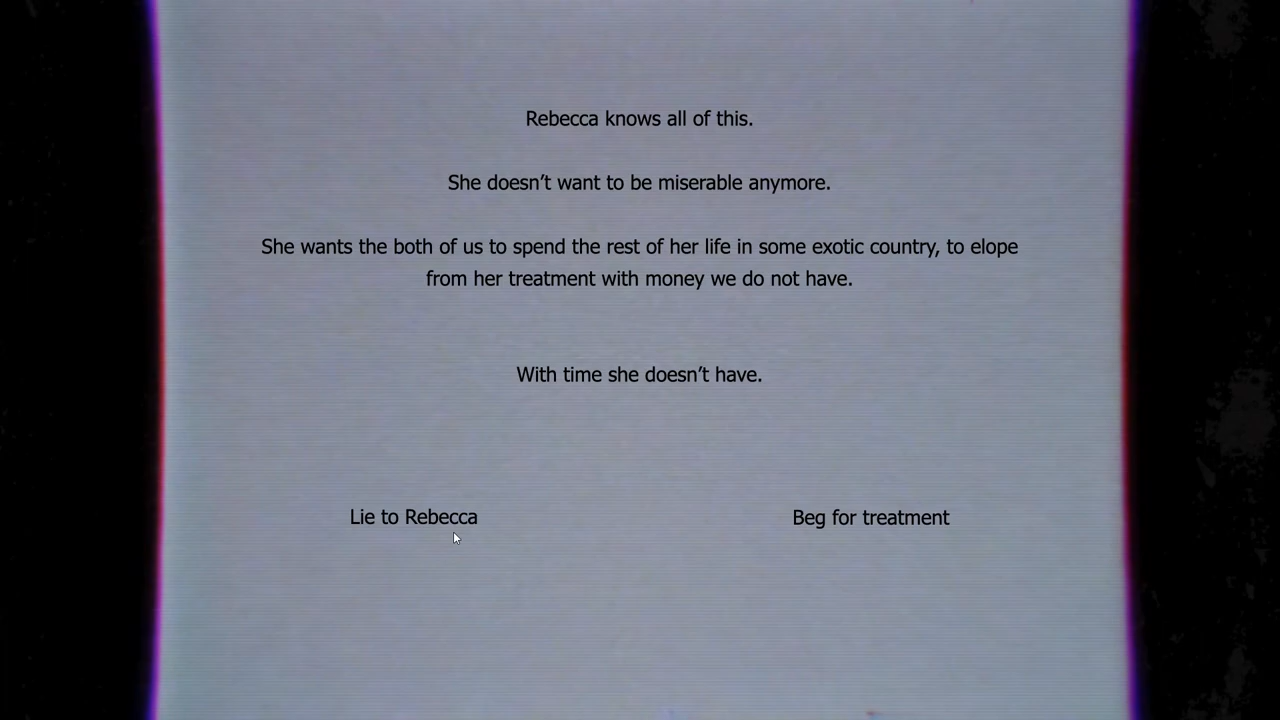 Rebecca knows all of this.
She doesn't want to be miserable anymore.
She wants the both of us to spend the rest of her life in some exotic country, to elope
from her treatment with money we do not have.
With time she doesn't have.
Lie to Rebecca
Beg for treatment